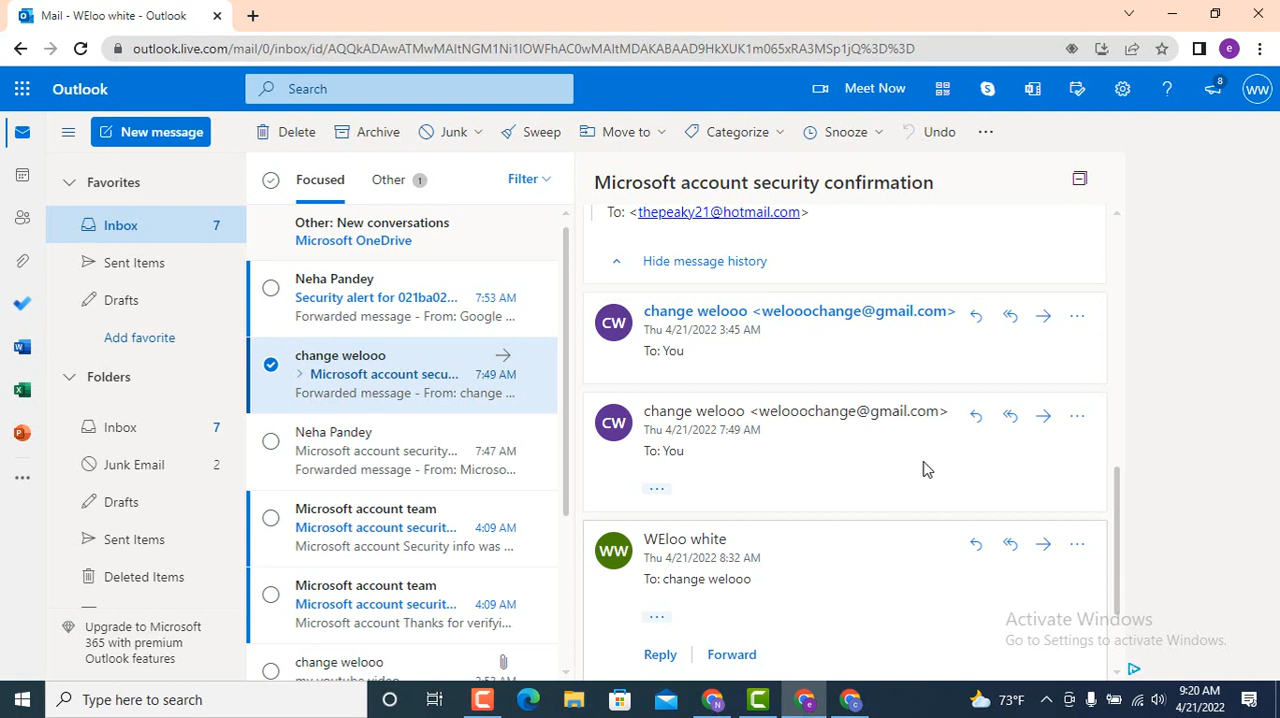 Mail - WEloo white - Outlook
outlook.live.com/mail/0/inbox/id/AQQkADAwATMwMAItNGM1Ni1lOWFhAC0wMAItMDAKABAAD9HkXUK1m065xRA3MSp1jQ%3D%3D
e
Outlook
Search
Meet Now
8
WW
New message
Delete
Archive
Junk
Sweep
Move to
Categorize
Snooze
Undo
Favorites
Inbox 7
Sent Items
Drafts
Add favorite
Folders
Inbox 7
Junk Email 2
Drafts
Sent Items
Deleted Items
Upgrade to Microsoft
365 with premium
Outlook features
Focused
Other 1
Filter
Other: New conversations
Microsoft OneDrive
Neha Pandey
Security alert for 021ba02... 7:53 AM
Forwarded message - From: Google ...
change welooo
Microsoft account secu... 7:49 AM
Forwarded message - From: change ...
Neha Pandey
Microsoft account security... 7:47 AM
Forwarded message - From: Microso...
Microsoft account team
Microsoft account securit... 4:09 AM
Microsoft account Security info was ...
Microsoft account team
Microsoft account securit... 4:09 AM
Microsoft account Thanks for verifyi...
change welooo
Microsoft account security confirmation
To: <thepeaky21@hotmail.com>
Hide message history
CW
change welooo <welooochange@gmail.com>
Thu 4/21/2022 3:45 AM
To: You
CW
change welooo <welooochange@gmail.com>
Thu 4/21/2022 7:49 AM
To: You
...
WW
WEloo white
Thu 4/21/2022 8:32 AM
To: change welooo
...
Reply
Forward
Activate Windows
Go to Settings to activate Windows.
Type here to search
73°F
9:20 AM
4/21/2022